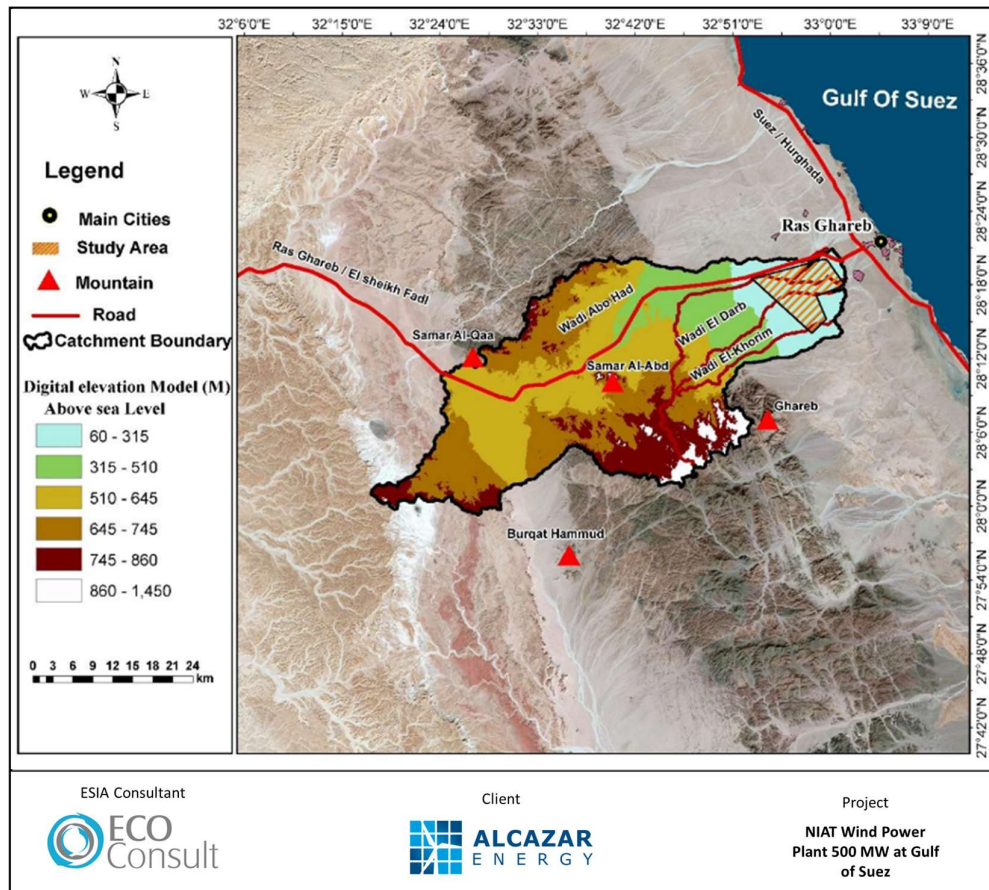 32°6'0"E 32°15'0"E 32°24'0"E 32°33'0"E 32°42'0"E 32°51'0"E 33°0'0"E 33°9'0"E
28°36'0"N
28°30'0"N
28°24'0"N
28°18'0"N
28°12'0"N
28°6'0"N
28°0'0"N
27°54'0"N
27°48'0"N
27°42'0"N
N
W E
S
Legend
Main Cities
Study Area
Mountain
Road
Catchment Boundary
Digital elevation Model (M)
Above sea Level
60 - 315
315 - 510
510 - 645
645 - 745
745 - 860
860 - 1,450
0 3 6 9 12 15 18 21 24
km
Gulf Of Suez
Suez / Hurghada
Ras Ghareb
Ras Ghareb / El sheikh Fadl
Wadi Abo Had
Wadi El Darb
Wadi El-Khorim
Samar Al-Qaa
Samar Al-Abd
Ghareb
Burqat Hammud
ESIA Consultant
ECO
Consult
Client
ALCAZAR
ENERGY
Project
NIAT Wind Power
Plant 500 MW at Gulf
of Suez